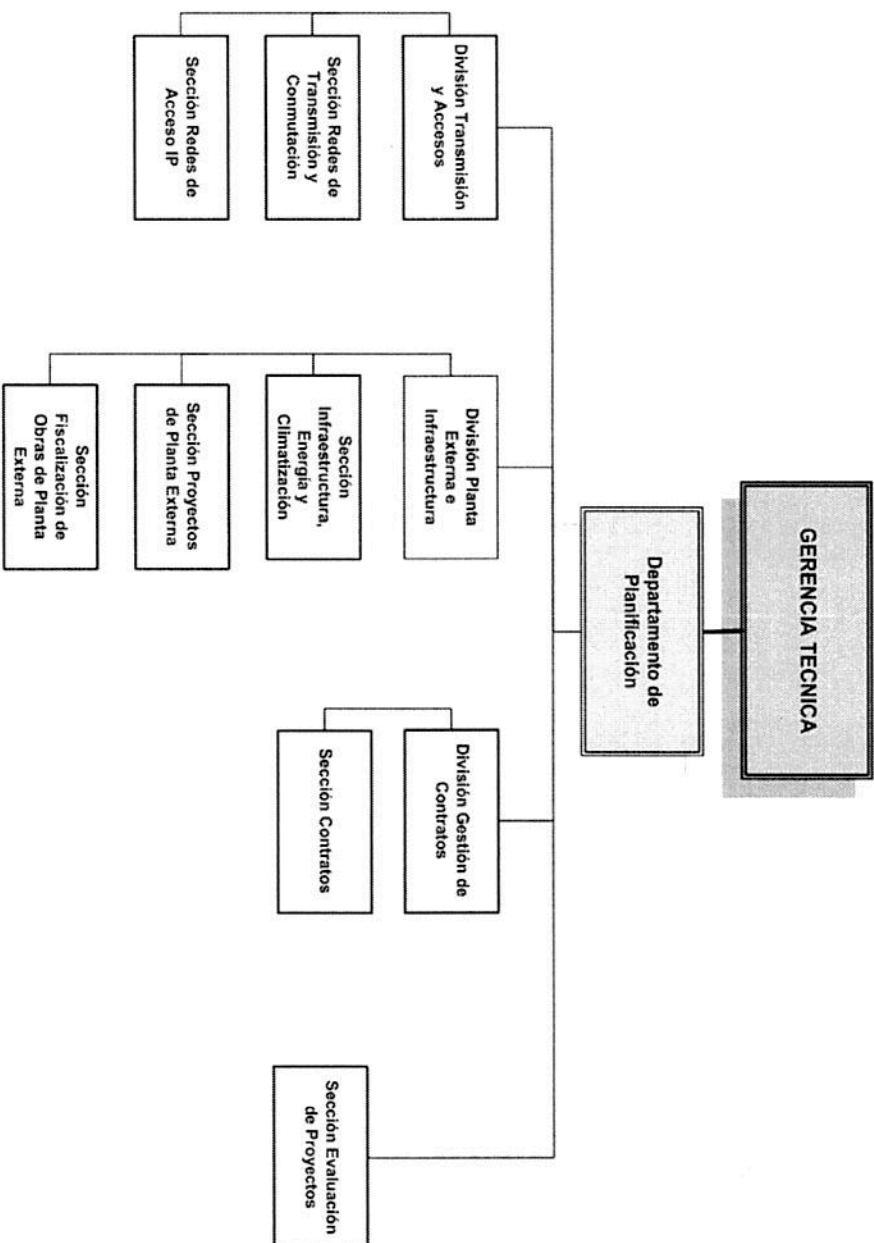 GERENCIA TECNICA
Departamento de
Planificación
División Transmisión
y Accesos
Sección Redes de
Transmisión y
Conmutación
Sección Redes de
Acceso IP
División Planta
Externa e
Infraestructura
Sección
Infraestructura,
Energía y
Climatización
Sección Proyectos
de Planta Externa
Sección
Fiscalización de
Obras de Planta
Externa
División Gestión de
Contratos
Sección Contratos
Sección Evaluación
de Proyectos